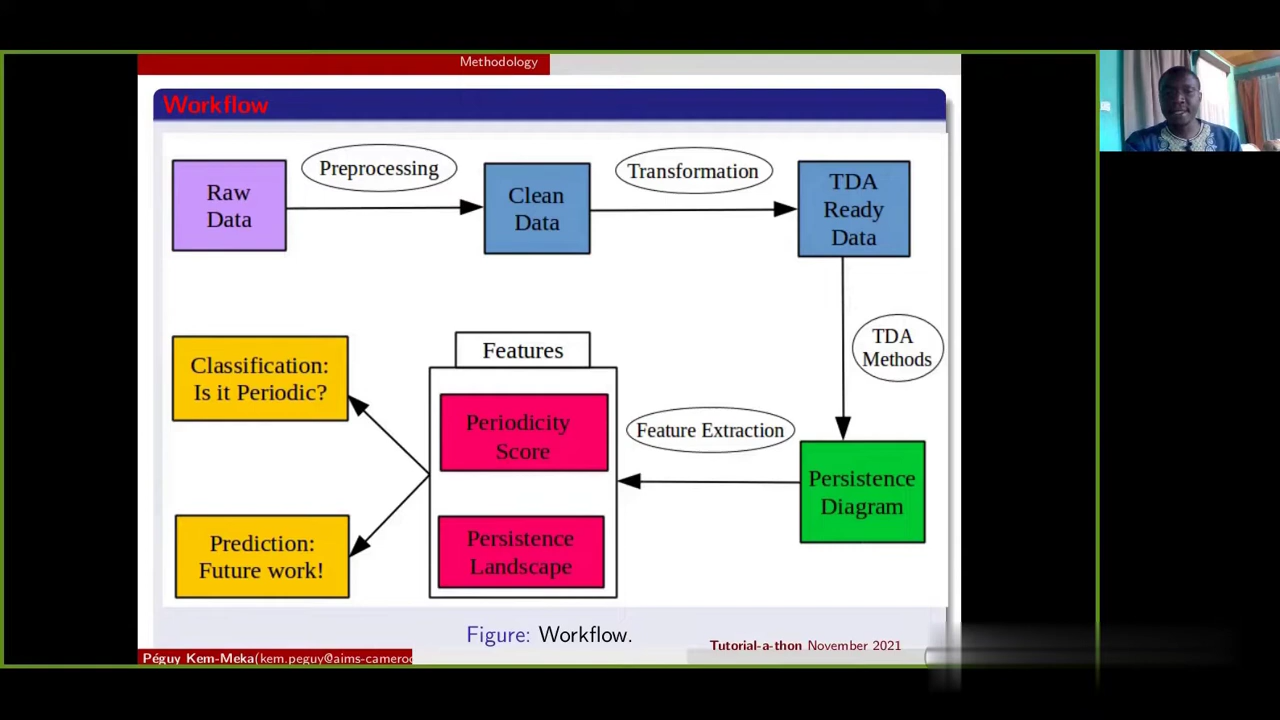 Methodology
Workflow
Raw
Data
Preprocessing
Clean
Data
Transformation
TDA
Ready
Data
TDA
Methods
Persistence
Diagram
Feature Extraction
Features
Periodicity
Score
Persistence
Landscape
Classification:
Is it Periodic?
Prediction:
Future work!
Figure: Workflow.
Tutorial-a-thon November 2021
Péguy Kem-Meka(kem.peguy@aims-cameroo